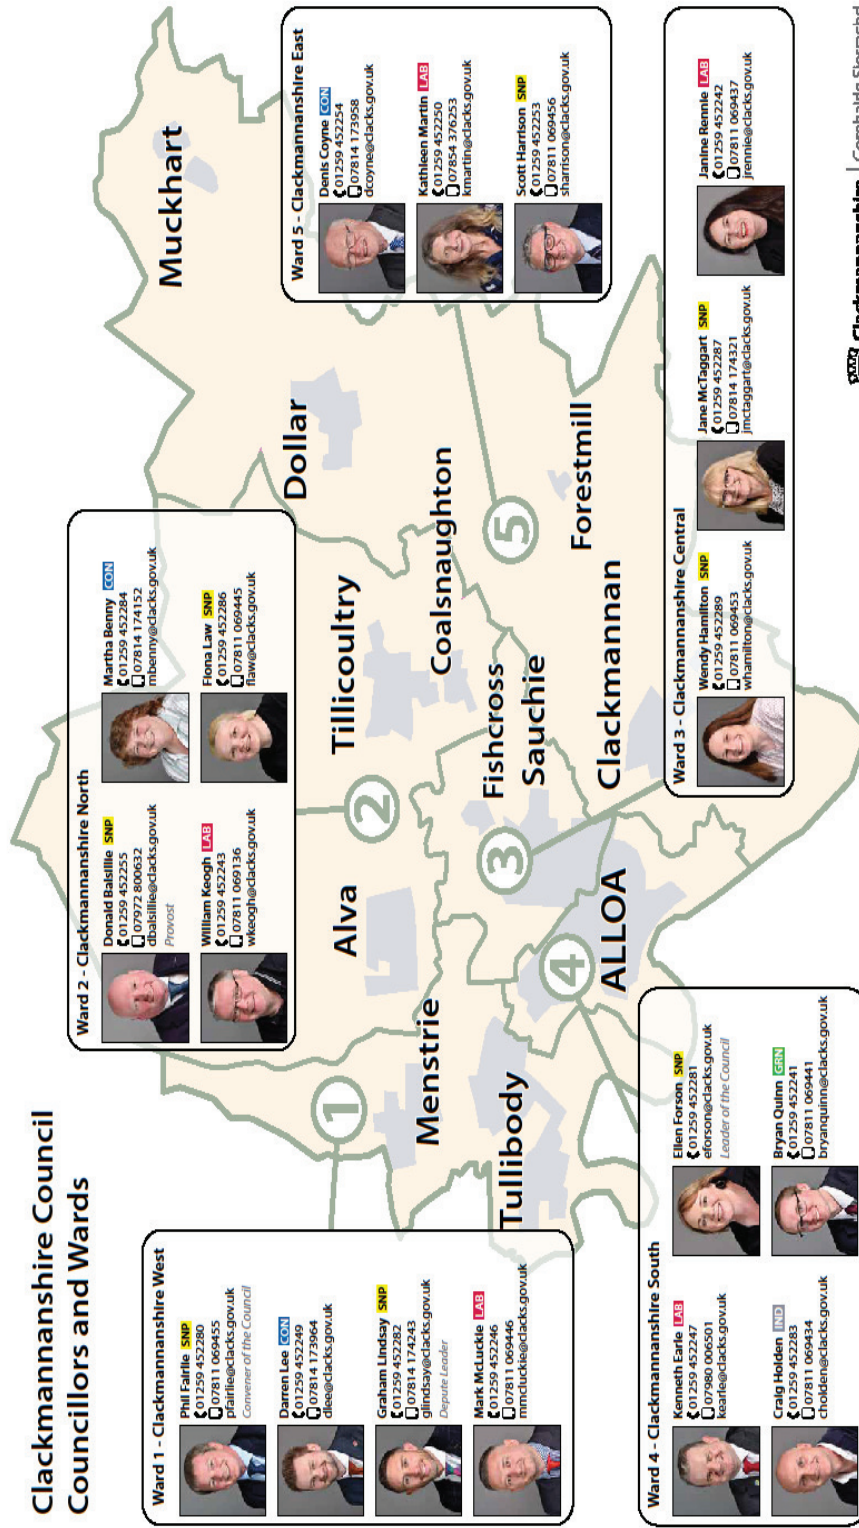 Clackmannanshire Council
Councillors and Wards
Ward 1 - Clackmannanshire West
Phil Fairlie SNP
01259 452280
07811 069455
pfairlie@clacks.gov.uk
Convener of the Council
Darren Lee CON
01259 452249
07814 173964
dlee@clacks.gov.uk
Graham Lindsay SNP
01259 452282
07814 174243
glindsay@clacks.gov.uk
Depute Leader
Mark McLuckie LAB
01259 452246
07811 069446
mmcluckie@clacks.gov.uk
Ward 2 - Clackmannanshire North
Donald Balsillie SNP
01259 452255
07972 800632
dbalsillie@clacks.gov.uk
Provost
William Keogh LAB
01259 452243
07811 069136
wkeogh@clacks.gov.uk
Martha Benny CON
01259 452284
07814 174152
mbenny@clacks.gov.uk
Fiona Law SNP
01259 452286
07811 069445
flaw@clacks.gov.uk
Ward 5 - Clackmannanshire East
Denis Coyne CON
01259 452254
07814 173958
dcoyne@clacks.gov.uk
Kathleen Martin LAB
01259 452250
07854 376253
kmartin@clacks.gov.uk
Scott Harrison SNP
01259 452253
07811 069456
sharrison@clacks.gov.uk
Muckhart
Dollar
Tillicoultry
Coalsnaughton
Alva
Menstrie
Tullibody
Fishcross
Sauchie
Forestmill
Clackmannan
ALLOA
1
2
3
4
5
Ward 4 - Clackmannanshire South
Kenneth Earle LAB
01259 452247
07980 006501
kearle@clacks.gov.uk
Craig Holden IND
01259 452283
07811 069434
cholden@clacks.gov.uk
Ellen Forson SNP
01259 452281
eforson@clacks.gov.uk
Leader of the Council
Bryan Quinn GRN
01259 452241
07811 069441
bryanquinn@clacks.gov.uk
Ward 3 - Clackmannanshire Central
Wendy Hamilton SNP
01259 452289
07811 069453
whamilton@clacks.gov.uk
Jane McTaggart SNP
01259 452287
07814 174321
jmctaggart@clacks.gov.uk
Janine Rennie LAB
01259 452242
07811 069437
jrennie@clacks.gov.uk